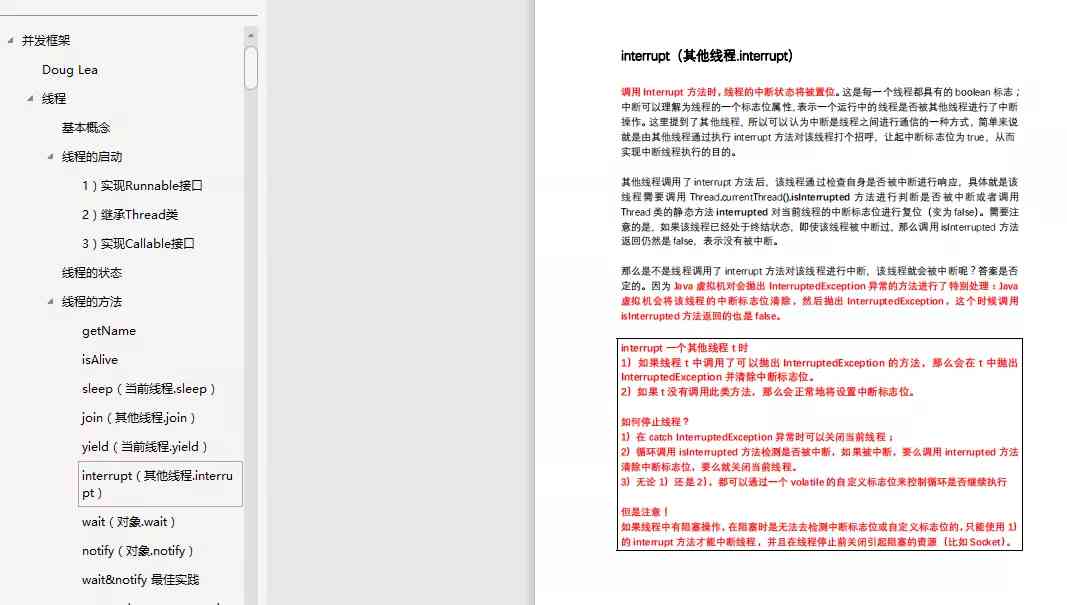 并发框架
Doug Lea
线程
基本概念
线程的启动
1）实现Runnable接口
2）继承Thread类
3）实现Callable接口
线程的状态
线程的方法
getName
isAlive
sleep（当前线程.sleep）
join（其他线程.join）
yield（当前线程.yield）
interrupt（其他线程.interru
pt）
wait（对象.wait）
notify（对象.notify）
wait&notify 最佳实践
interrupt（其他线程.interrupt）
调用 Interrupt 方法时，线程的中断状态将被置位。这是每一个线程都具有的 boolean 标志；
中断可以理解为线程的一个标志位属性，表示一个运行中的线程是否被其他线程进行了中断
操作。这里提到了其他线程，所以可以认为中断是线程之间进行通信的一种方式，简单来说
就是由其他线程通过执行 interrupt 方法对该线程打个招呼，让起中断标志位为 true，从而
实现中断线程执行的目的。
其他线程调用了 interrupt 方法后，该线程通过检查自身是否被中断进行响应，具体就是该
线程需要调用 Thread.currentThread().isInterrupted 方法进行判断是否被中断或者调用
Thread 类的静态方法 interrupted 对当前线程的中断标志位进行复位（变为 false）。需要注
意的是，如果该线程已经处于终结状态，即使该线程被中断过，那么调用 isInterrupted 方法
返回仍然是 false，表示没有被中断。
那么是不是线程调用了 interrupt 方法对该线程进行中断，该线程就会被中断呢？答案是否
定的。因为 Java 虚拟机对会抛出 InterruptedException 异常的方法进行了特别处理：Java
虚拟机会将该线程的中断标志位清除，然后抛出 InterruptedException，这个时候调用
isInterrupted 方法返回的也是 false。
interrupt 一个其他线程 t 时
1）如果线程 t 中调用了可以抛出 InterruptedException 的方法，那么会在 t 中抛出
InterruptedException 并清除中断标志位。
2）如果 t 没有调用此类方法，那么会正常地将设置中断标志位。
如何停止线程？
1）在 catch InterruptedException 异常时可以关闭当前线程；
2）循环调用 isInterrupted 方法检测是否被中断，如果被中断，要么调用 interrupted 方法
清除中断标志位，要么就关闭当前线程。
3）无论 1）还是 2），都可以通过一个 volatile 的自定义标志位来控制循环是否继续执行
但是注意！
如果线程中有阻塞操作，在阻塞时是无法去检测中断标志位或自定义标志位的，只能使用 1）
的 interrupt 方法才能中断线程，并且在线程停止前关闭引起阻塞的资源（比如 Socket）。